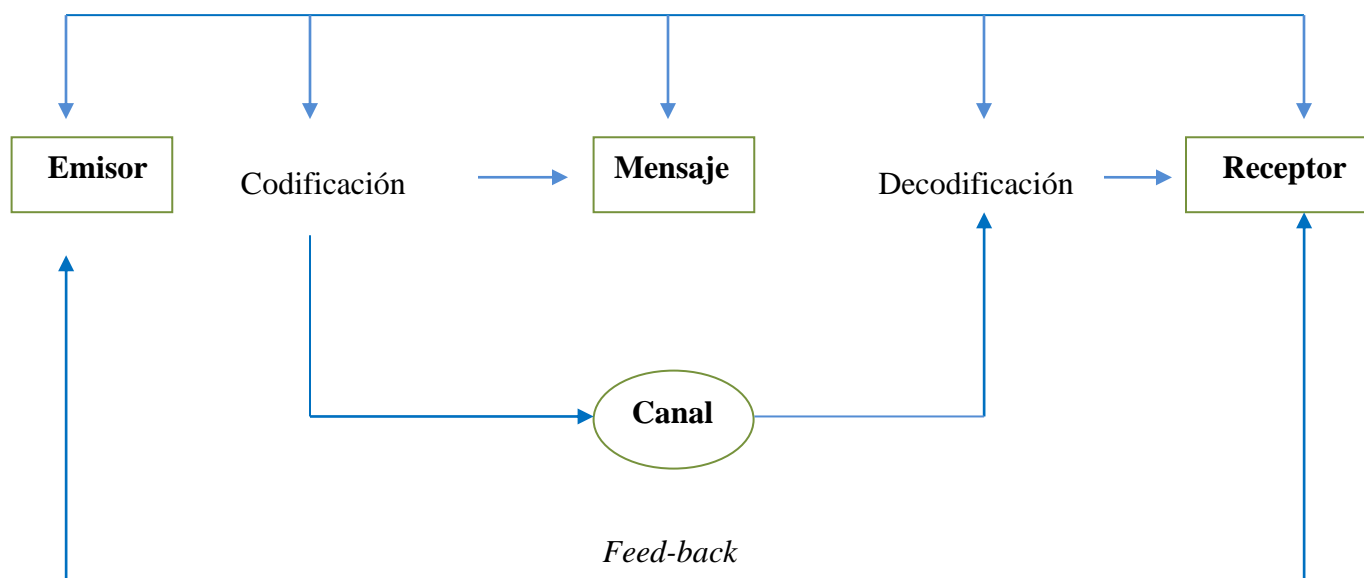 Emisor
Codificación
Mensaje
Decodificación
Receptor
Canal
Feed-back